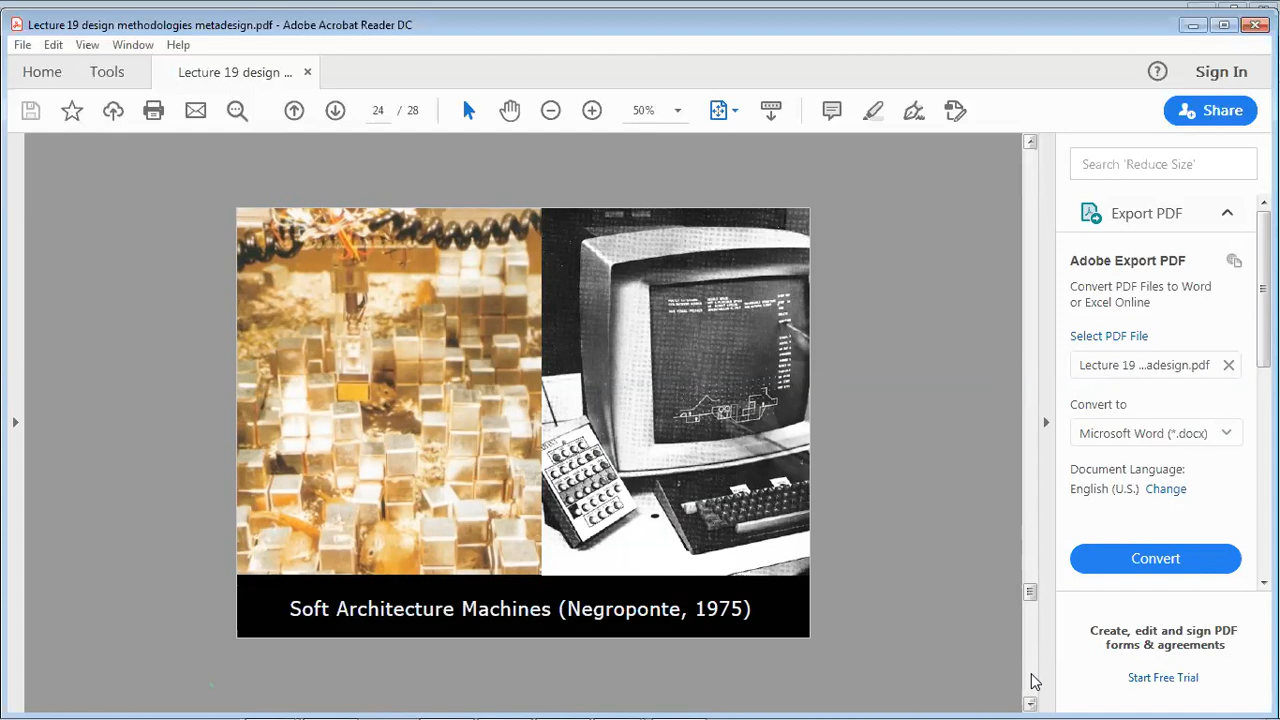 Lecture 19 design methodologies metadesign.pdf - Adobe Acrobat Reader DC
File Edit View Window Help
Home Tools Lecture 19 design ... × Sign In
24 / 28 50% Share
Search 'Reduce Size'
Export PDF
Adobe Export PDF
Convert PDF Files to Word
or Excel Online
Select PDF File
Lecture 19 ...adesign.pdf
Convert to
Microsoft Word (*.docx)
Document Language:
English (U.S.) Change
Convert
Soft Architecture Machines (Negroponte, 1975)
Create, edit and sign PDF
forms & agreements
Start Free Trial